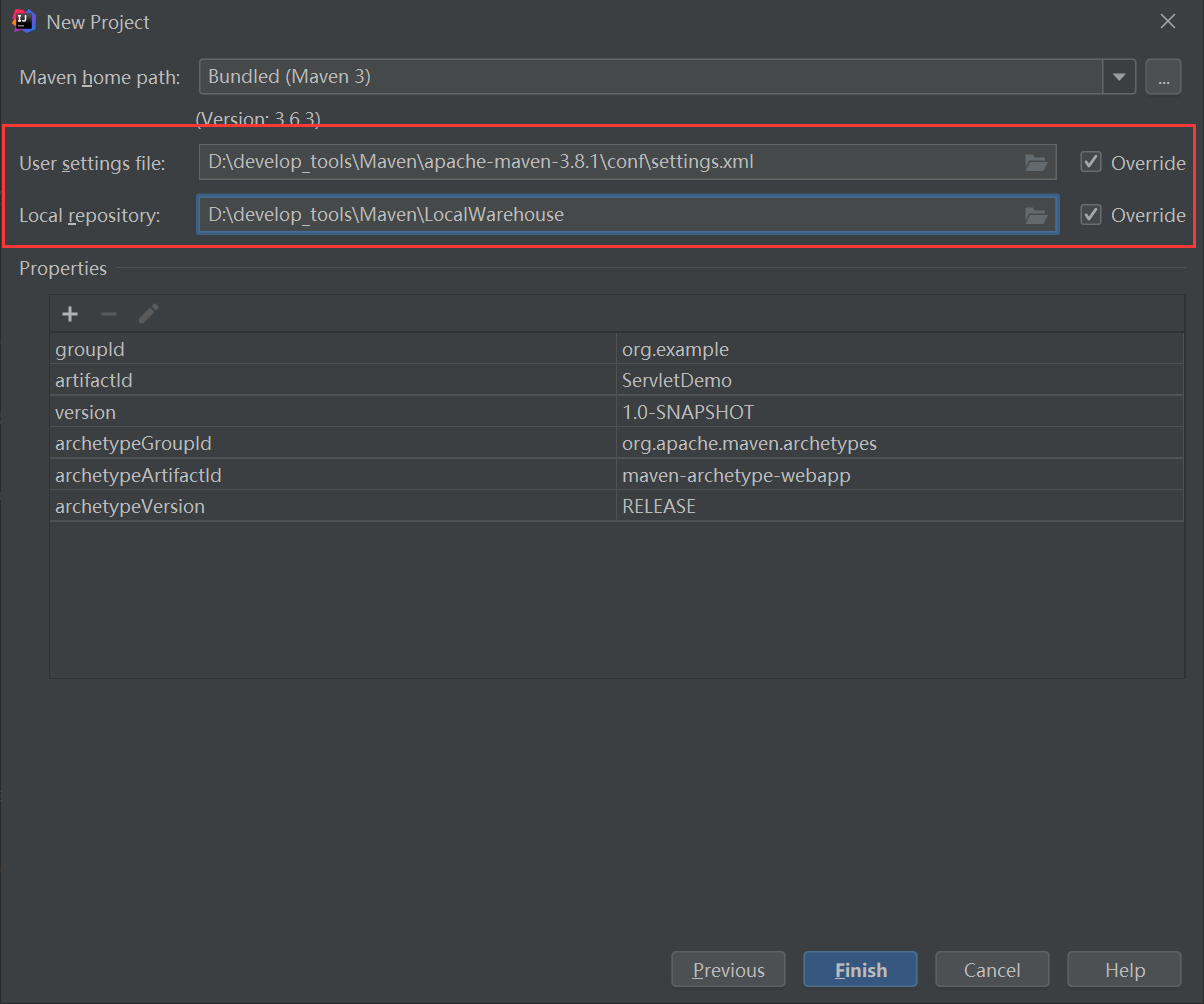 New Project
Maven home path: Bundled (Maven 3) ...
(Version: 3.6.3)
User settings file: D:\develop_tools\Maven\apache-maven-3.8.1\conf\settings.xml Override
Local repository: D:\develop_tools\Maven\LocalWarehouse Override
Properties
groupId org.example
artifactId ServletDemo
version 1.0-SNAPSHOT
archetypeGroupId org.apache.maven.archetypes
archetypeArtifactId maven-archetype-webapp
archetypeVersion RELEASE
Previous Finish Cancel Help